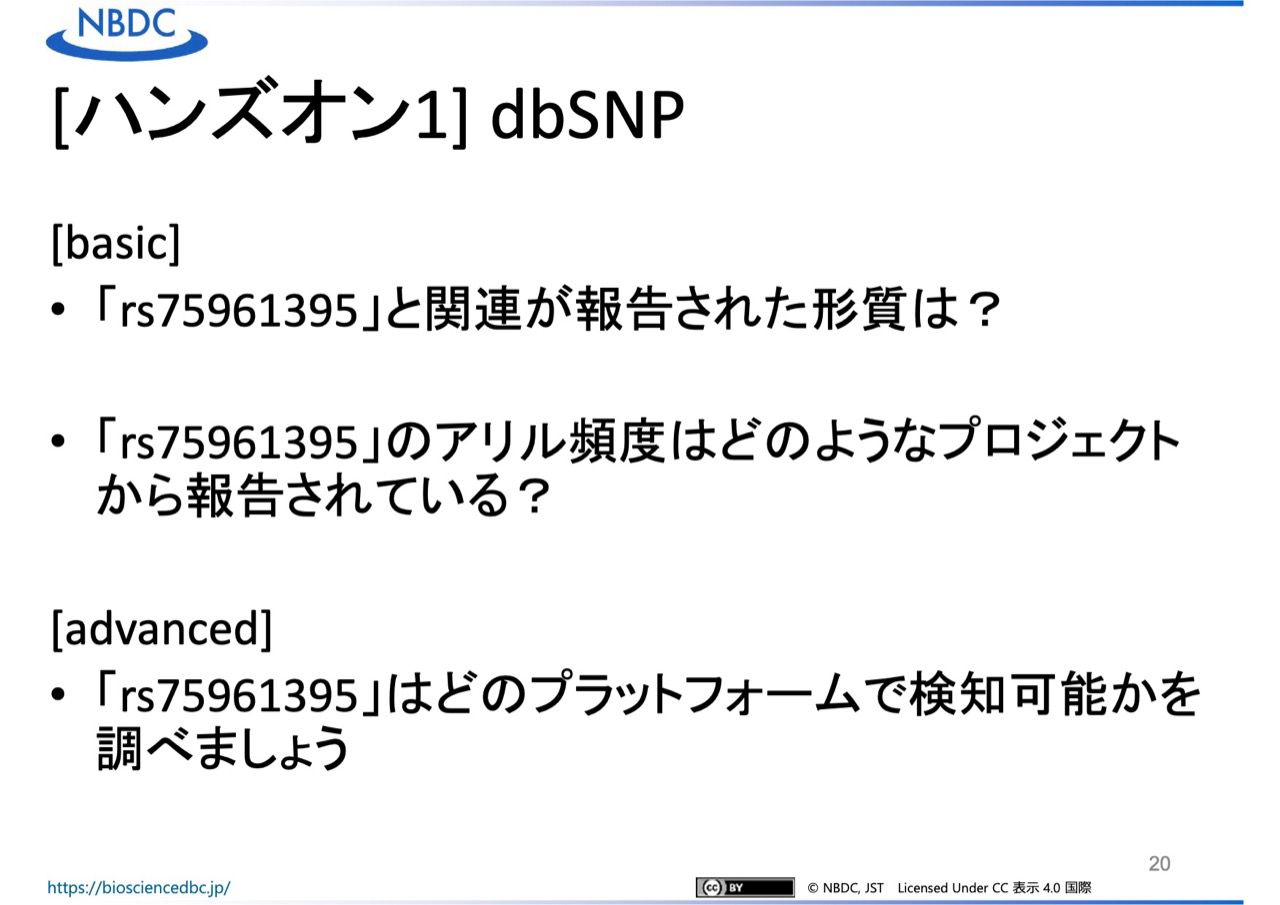 NBDC
[ハンズオン1] dbSNP
[basic]
• 「rs75961395」と関連が報告された形質は？
• 「rs75961395」のアリル頻度はどのようなプロジェクト
から報告されている？
[advanced]
• 「rs75961395」はどのプラットフォームで検知可能かを
調べましょう
20
https://biosciencedbc.jp/
cc BY © NBDC, JST Licensed Under CC 表示 4.0 国際